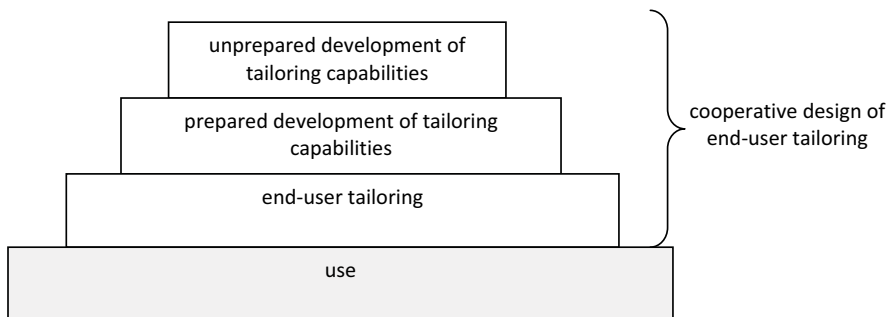 unprepared development of
tailoring capabilities
prepared development of tailoring
capabilities
end-user tailoring
use
cooperative design of
end-user tailoring